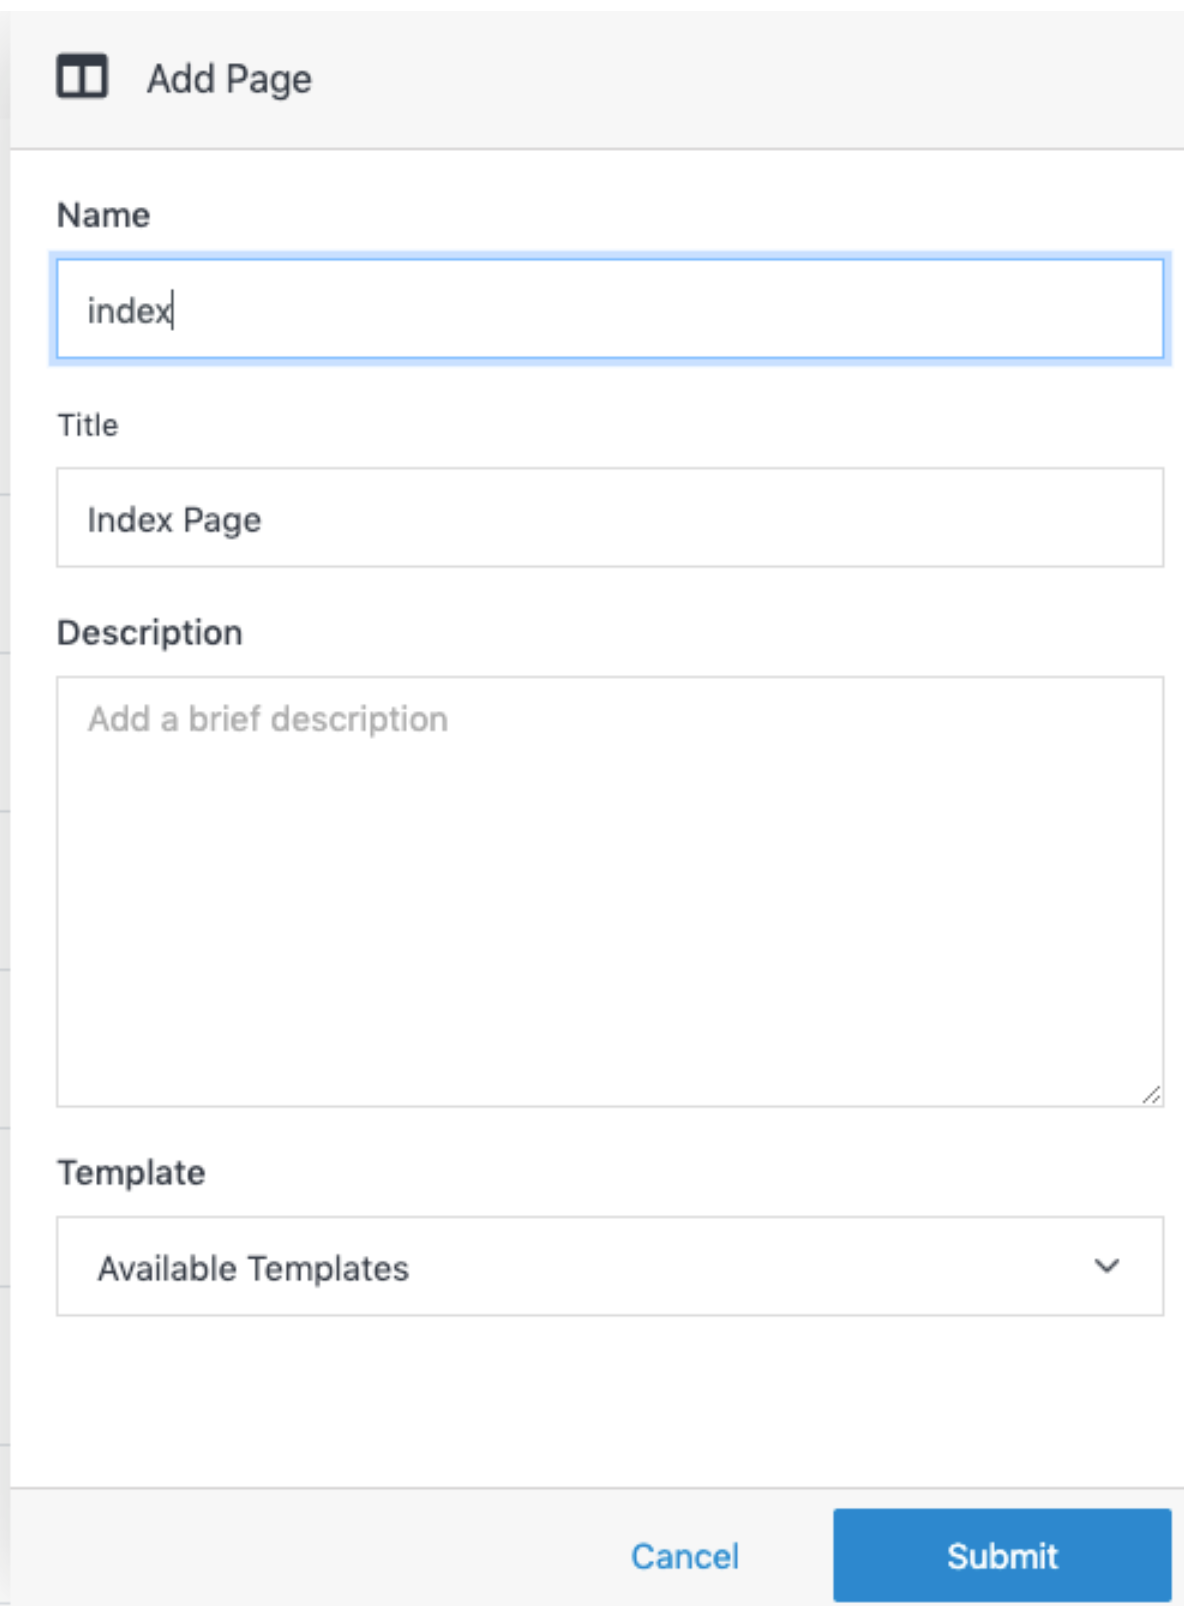 Add Page
Name
index
Title
Index Page
Description
Add a brief description
Template
Available Templates
Cancel
Submit